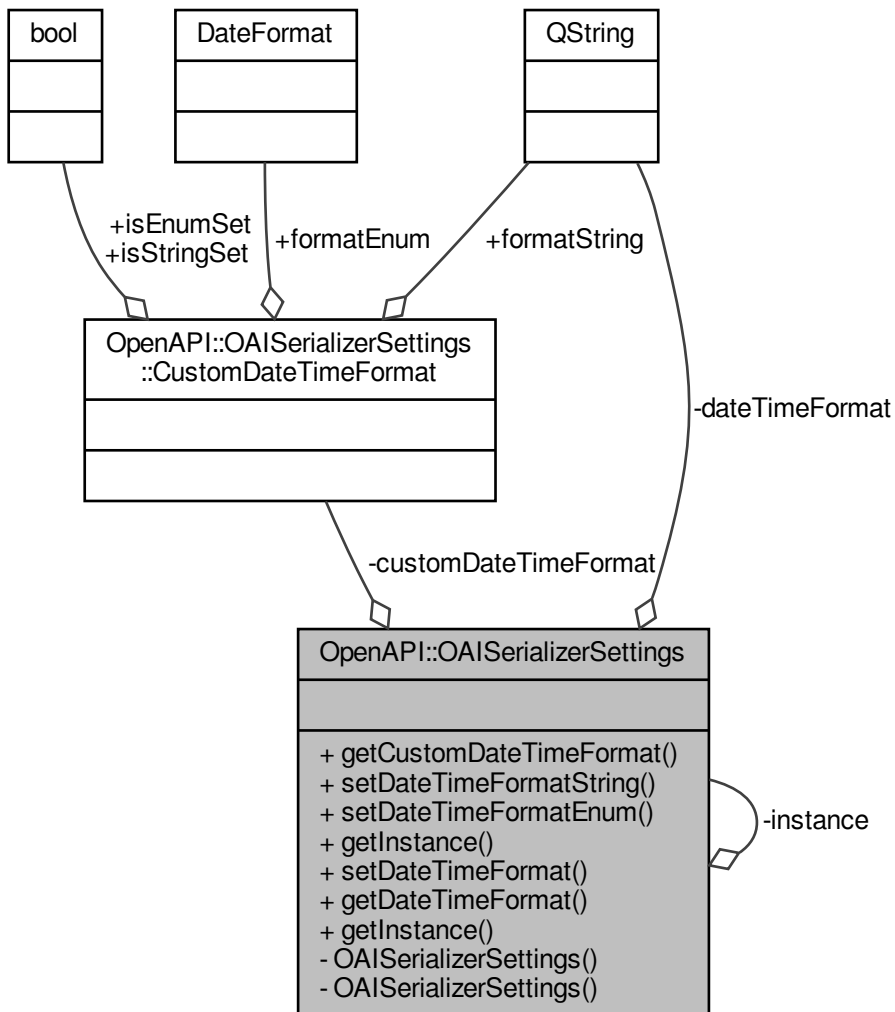 bool
DateFormat
QString
+isEnumSet
+isStringSet
+formatEnum
+formatString
OpenAPI::OAISerializerSettings
::CustomDateTimeFormat
-dateTimeFormat
-customDateTimeFormat
OpenAPI::OAISerializerSettings
+ getCustomDateTimeFormat()
+ setDateTimeFormatString()
+ setDateTimeFormatEnum()
+ getInstance()
+ setDateTimeFormat()
+ getDateTimeFormat()
+ getInstance()
- OAISerializerSettings()
- OAISerializerSettings()
-instance